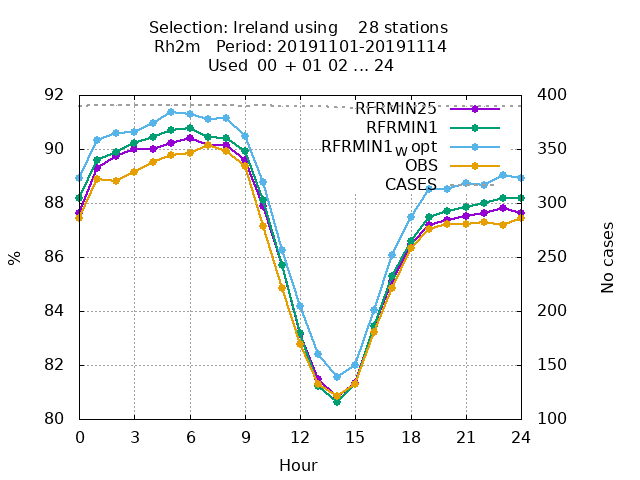 Selection: Ireland using    28 stations
Rh2m   Period: 20191101-20191114
Used  00 + 01 02 ... 24
92 400
RFRMIN25
RFRMIN1
90 RFRMIN1W opt 350
OBS
CASES
88 300
86 250
%
No cases
84 200
82 150
80 100
0 3 6 9 12 15 18 21 24
Hour